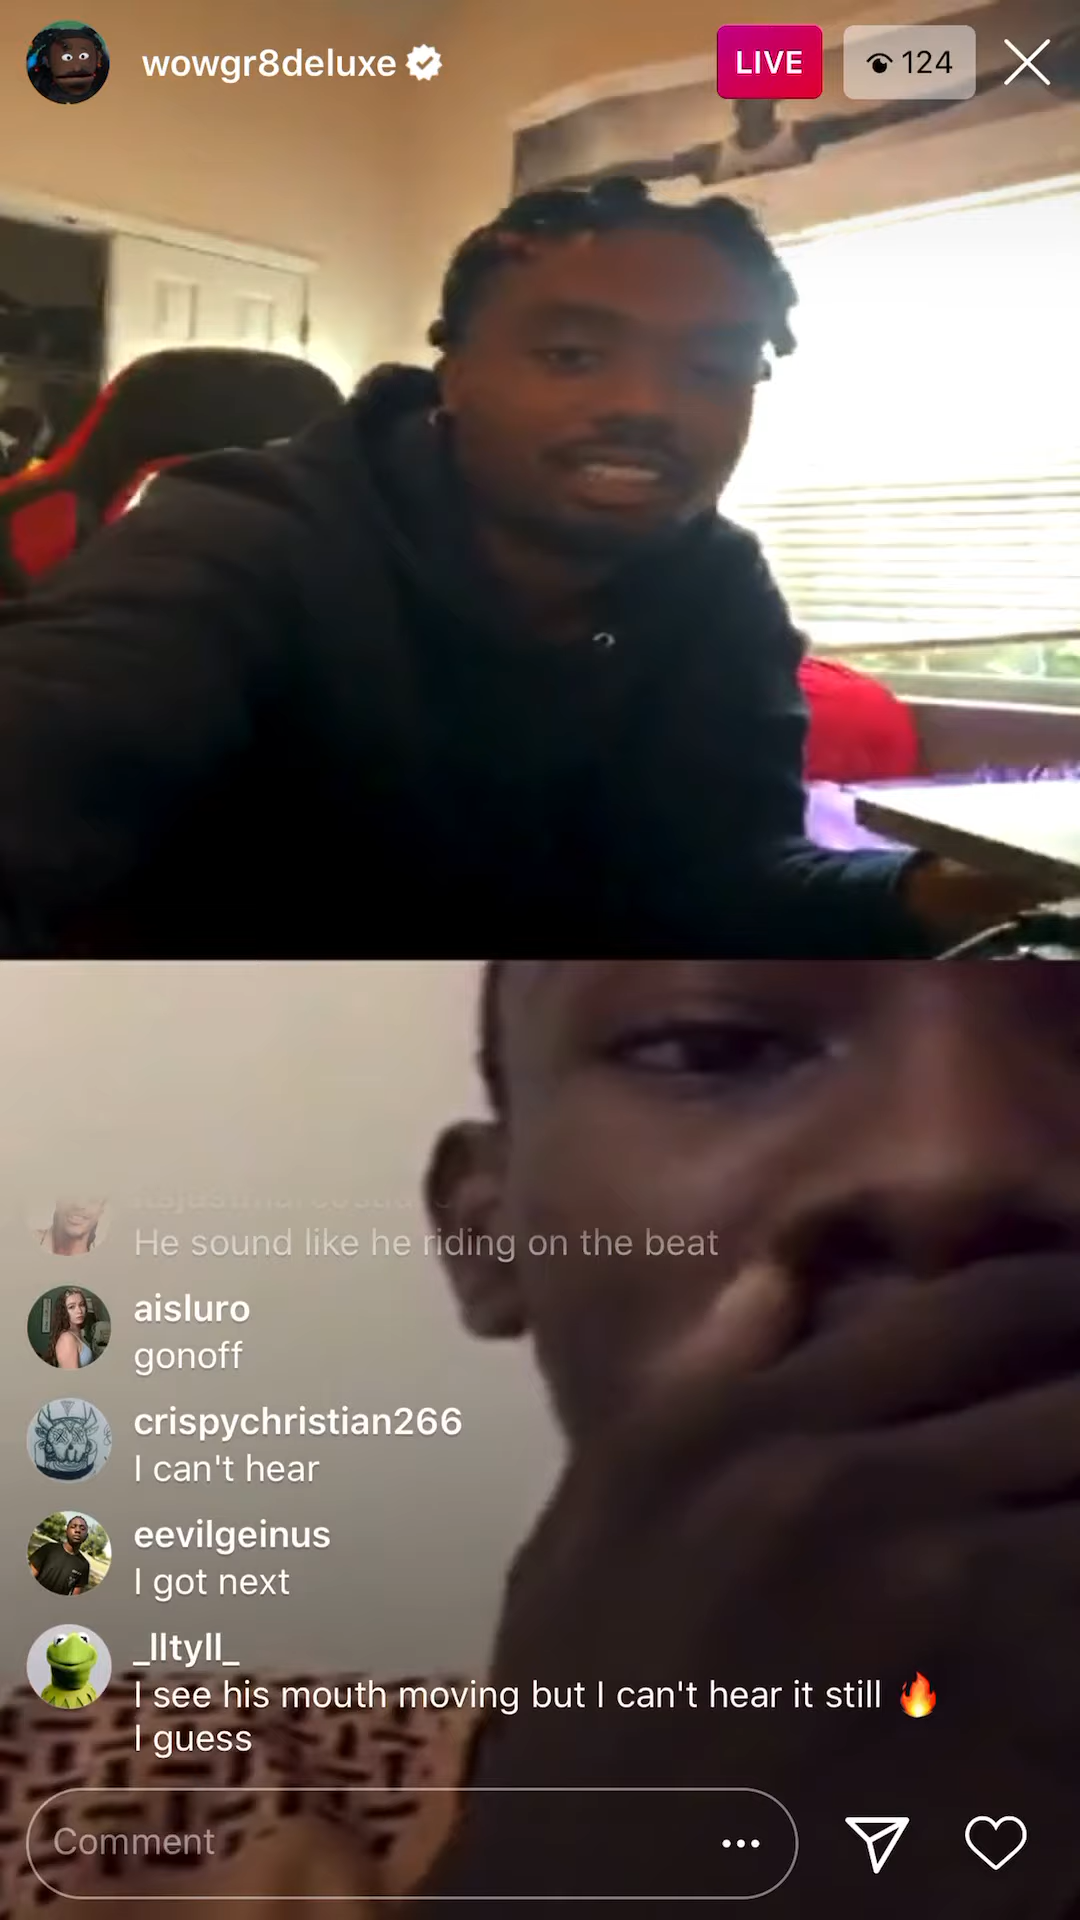 wowgr8deluxe
LIVE
124
He sound like he riding on the beat
aisluro
gonoff
crispychristian266
I can't hear
eevilgeinus
I got next
_lltyll_
I see his mouth moving but I can't hear it still 🔥
I guess
Comment